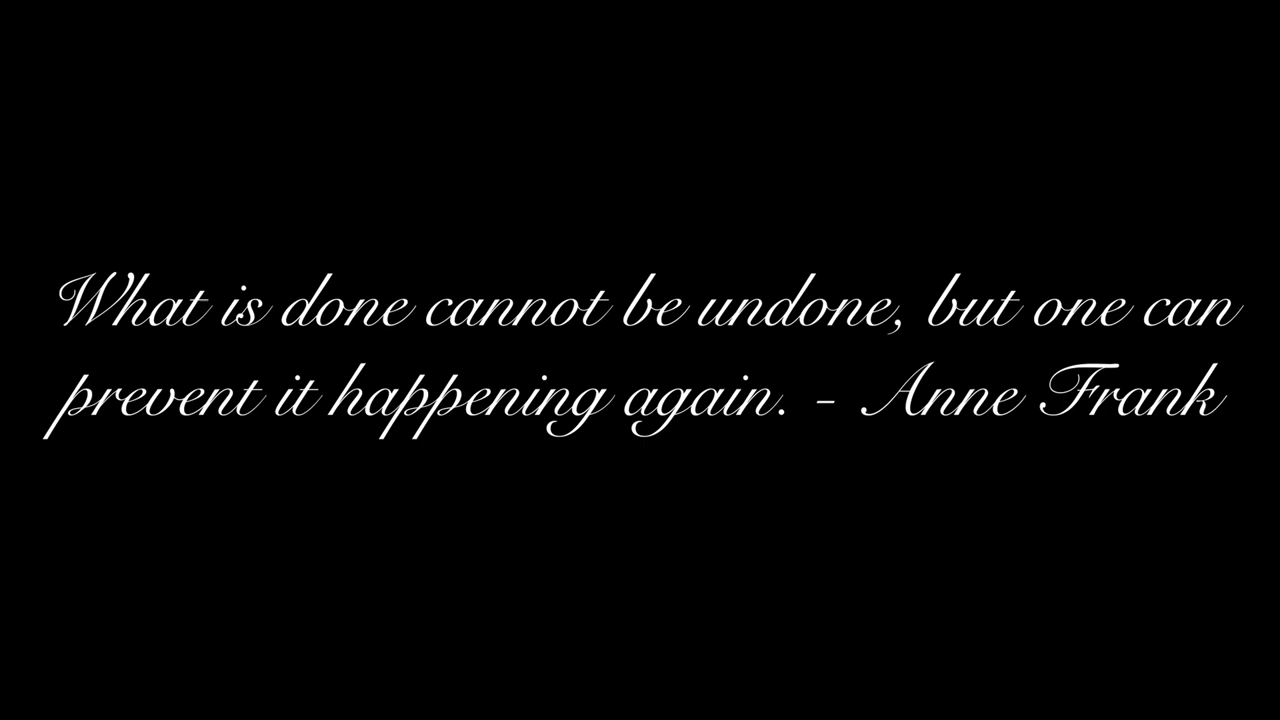 What is done cannot be undone, but one can
prevent it happening again. - Anne Frank